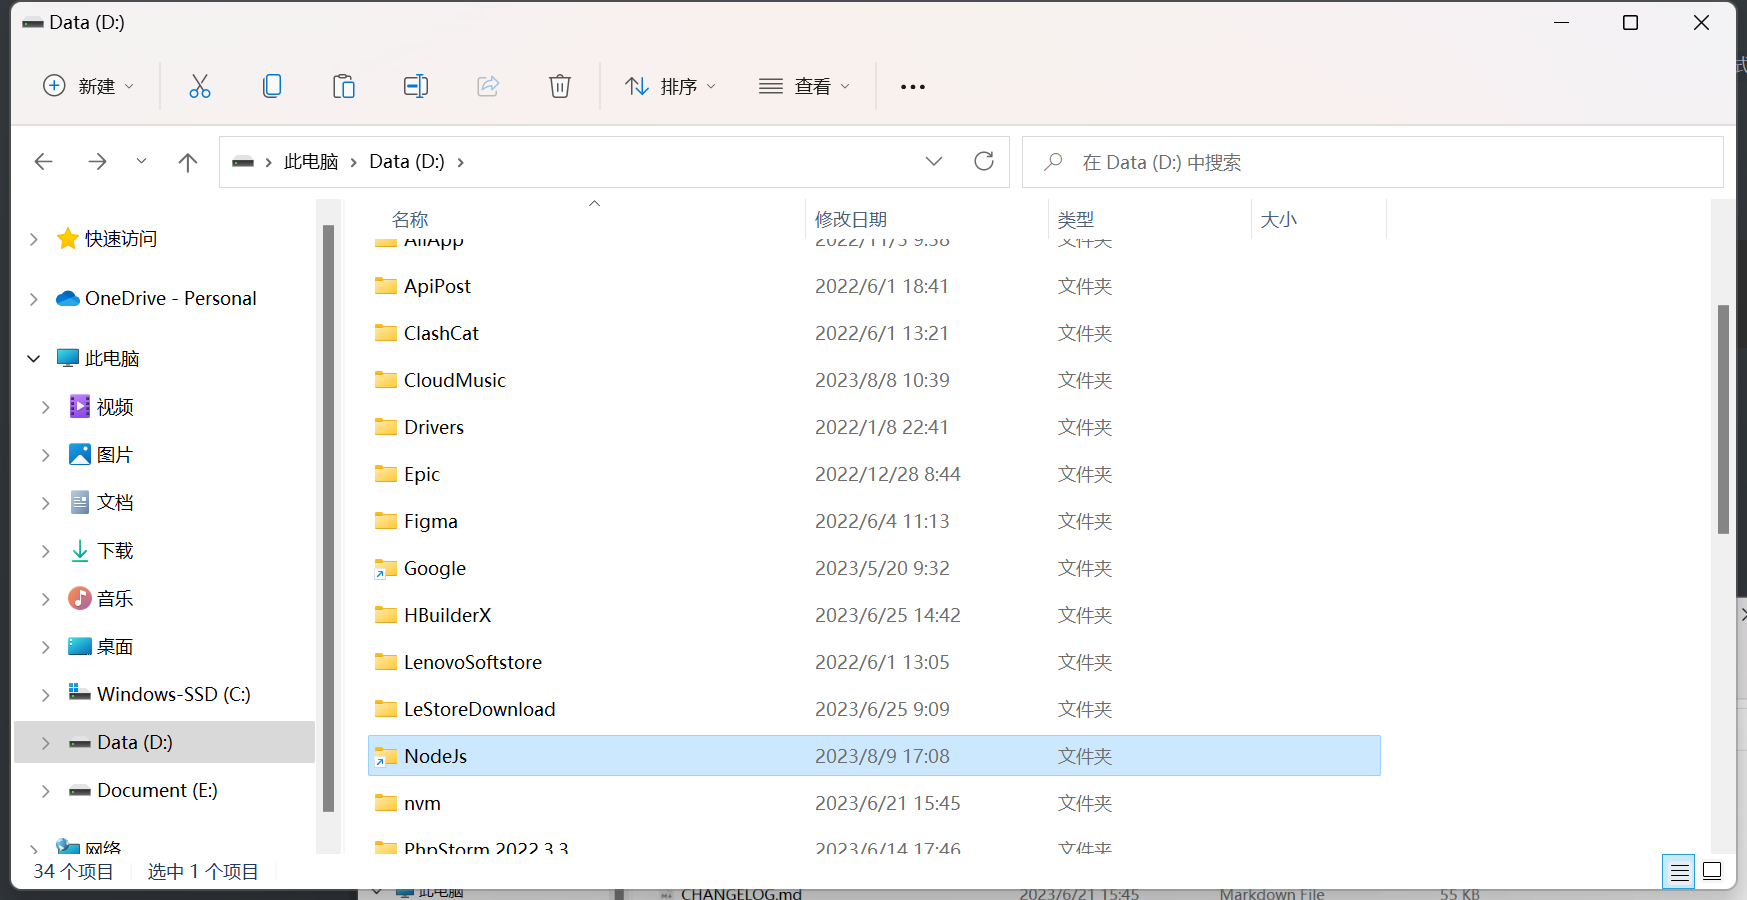 Data (D:)
新建
排序
查看
此电脑
Data (D:)
在 Data (D:) 中搜索
名称 修改日期 类型 大小
AliApp 2022/11/3 9:38 文件夹
ApiPost 2022/6/1 18:41 文件夹
ClashCat 2022/6/1 13:21 文件夹
CloudMusic 2023/8/8 10:39 文件夹
Drivers 2022/1/8 22:41 文件夹
Epic 2022/12/28 8:44 文件夹
Figma 2022/6/4 11:13 文件夹
Google 2023/5/20 9:32 文件夹
HBuilderX 2023/6/25 14:42 文件夹
LenovoSoftstore 2022/6/1 13:05 文件夹
LeStoreDownload 2023/6/25 9:09 文件夹
NodeJs 2023/8/9 17:08 文件夹
nvm 2023/6/21 15:45 文件夹
PhpStorm 2022.3.3 2023/6/14 17:46 文件夹
快速访问
OneDrive - Personal
此电脑
视频
图片
文档
下载
音乐
桌面
Windows-SSD (C:)
Data (D:)
Document (E:)
网络
34 个项目 选中 1 个项目
此电脑
CHANGELOG.md 2023/6/21 15:45 Markdown File 55 KB
式